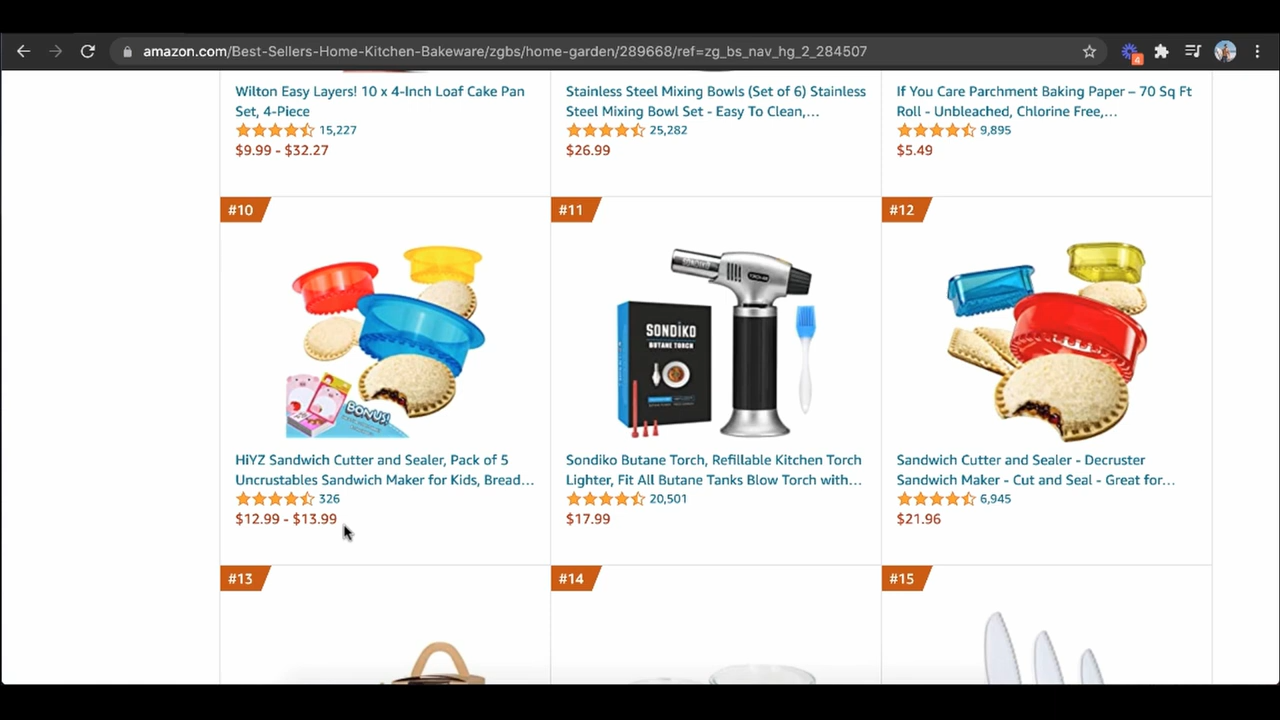 amazon.com/Best-Sellers-Home-Kitchen-Bakeware/zgbs/home-garden/289668/ref=zg_bs_nav_hg_2_284507
4
Wilton Easy Layers! 10 x 4-Inch Loaf Cake Pan
Set, 4-Piece
15,227
$9.99 - $32.27
Stainless Steel Mixing Bowls (Set of 6) Stainless
Steel Mixing Bowl Set - Easy To Clean,...
25,282
$26.99
If You Care Parchment Baking Paper – 70 Sq Ft
Roll - Unbleached, Chlorine Free,...
9,895
$5.49
#10
BONUS!
HiYZ Sandwich Cutter and Sealer, Pack of 5
Uncrustables Sandwich Maker for Kids, Bread...
326
$12.99 - $13.99
#11
SONDIKO
BUTANE TORCH
Sondiko Butane Torch, Refillable Kitchen Torch
Lighter, Fit All Butane Tanks Blow Torch with...
20,501
$17.99
#12
Sandwich Cutter and Sealer - Decruster
Sandwich Maker - Cut and Seal - Great for...
6,945
$21.96
#13
#14
#15